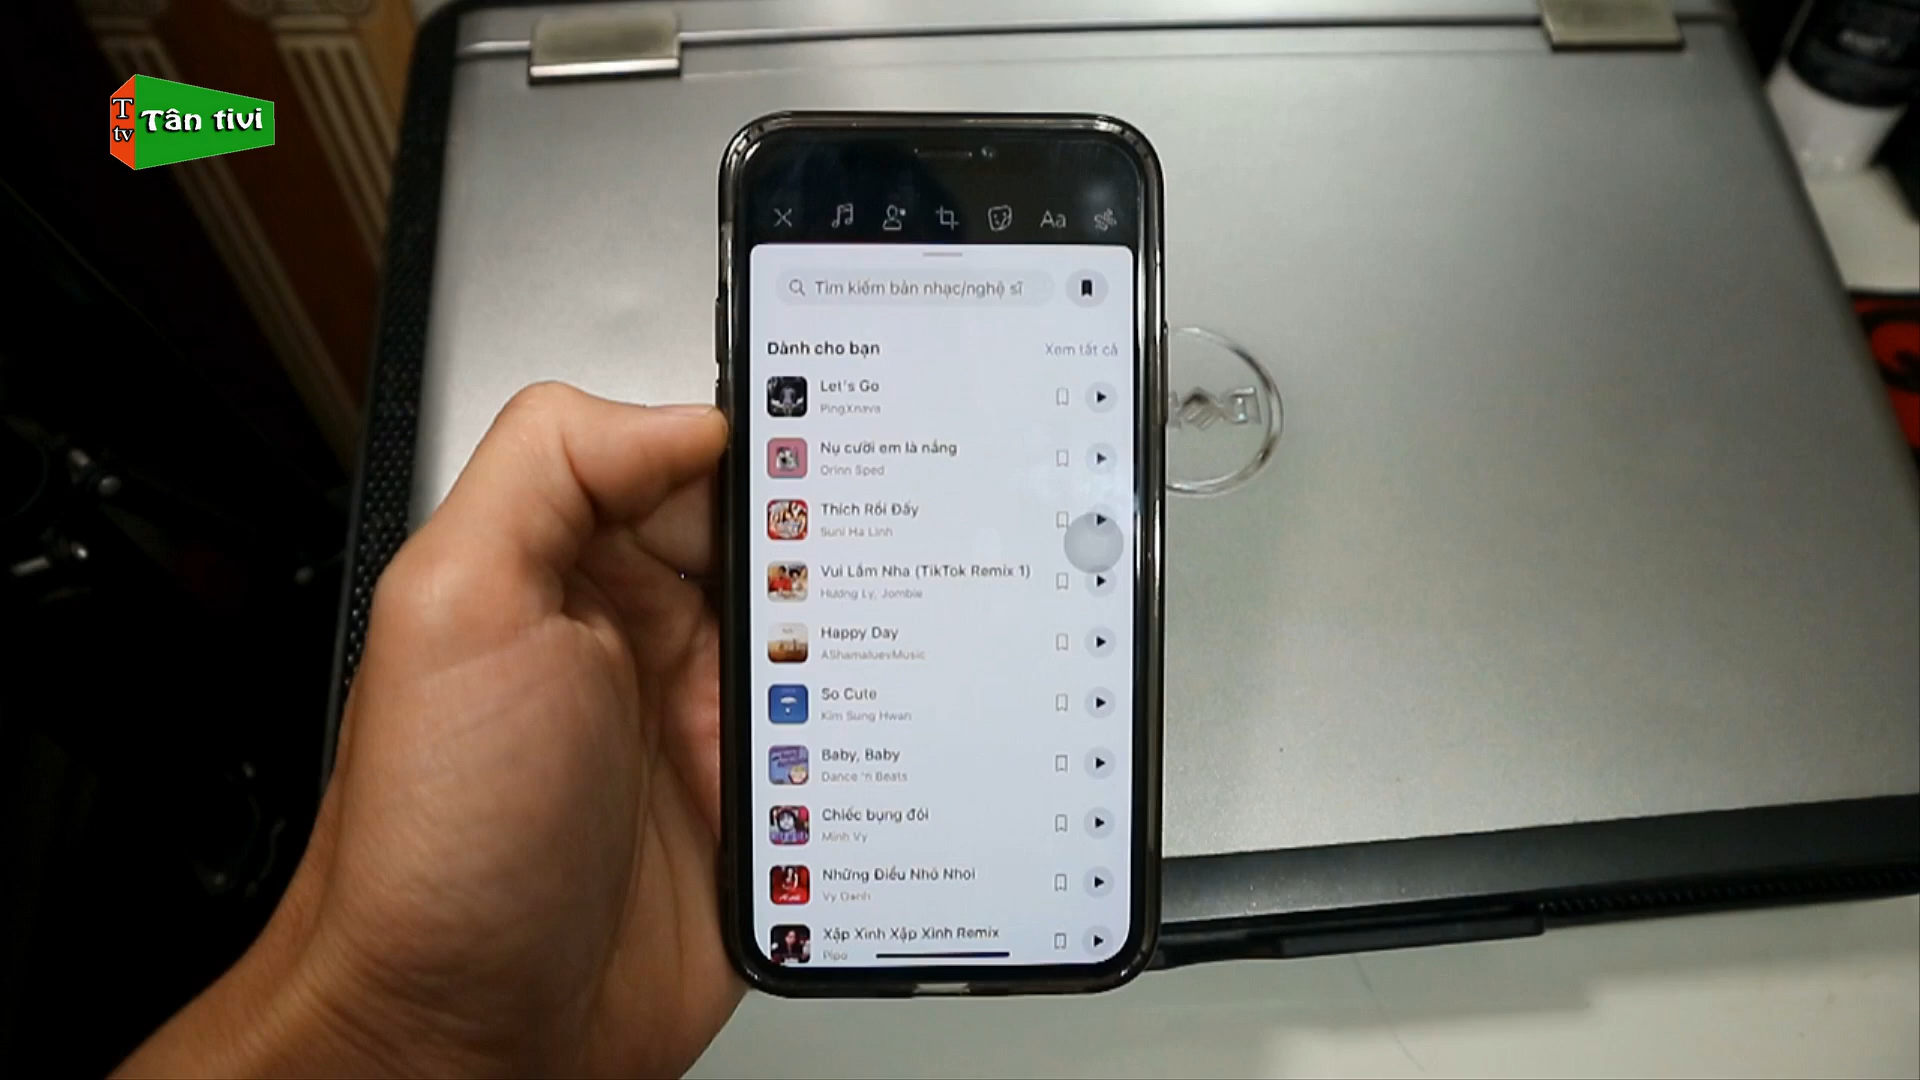 T
tv
Tân tivi
Aa
Tìm kiếm bản nhạc/nghệ sĩ
Dành cho bạn
Xem tất cả
Let's Go
PingXnava
Nụ cười em là nắng
Orinn Sped
Thích Rồi Đấy
Suni Ha Linh
Vui Lắm Nha (TikTok Remix 1)
Hương Ly, Jombie
Happy Day
AShamaluevMusic
So Cute
Kim Sung Hwan
Baby, Baby
Dance 'n Beats
Chiếc bụng đói
Minh Vy
Những Điều Nhỏ Nhoi
Vy Oanh
Xập Xình Xập Xình Remix
Pipo